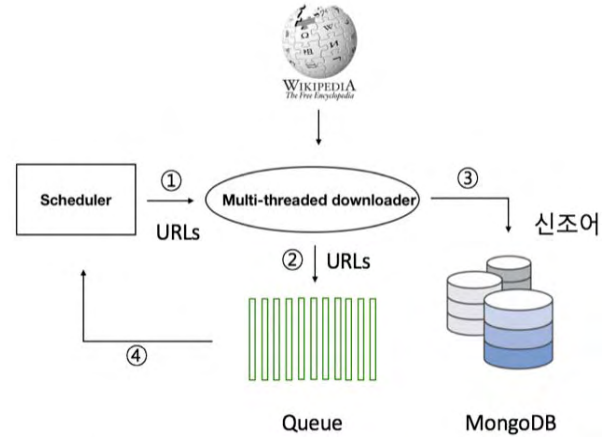 WIKIPEDIA
The Free Encyclopedia
Scheduler
①
URLs
Multi-threaded downloader
③
신조어
② URLs
④
Queue
MongoDB